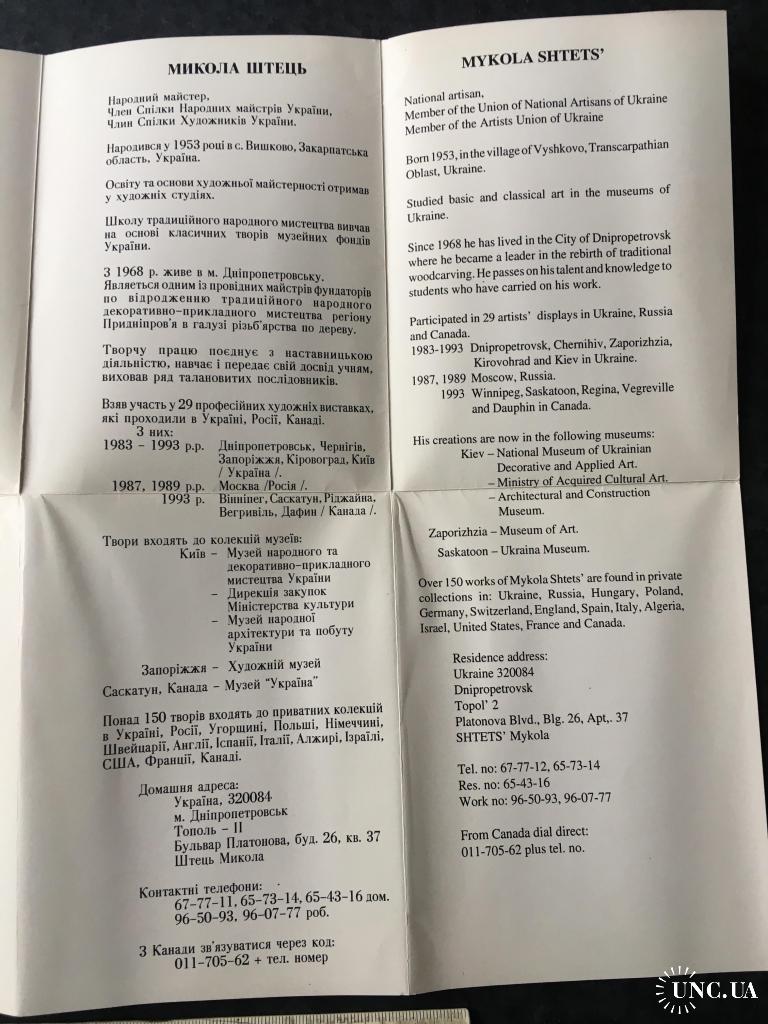 МИКОЛА ШТЕЦЬ
Народний майстер,
Член Спілки Народних майстрів України,
Член Спілки Художників України.
Народився у 1953 році в с. Вишково, Закарпатська
область, Україна.
Освіту та основи художньої майстерності отримав
у художніх студіях.
Школу традиційного народного мистецтва вивчав
на основі класичних творів музейних фондів
України.
З 1968 р. живе в м. Дніпропетровську.
Являється одним із провідних майстрів фундаторів
по відродженню традиційного народного
декоративно-прикладного мистецтва регіону
Придніпров'я в галузі різьб'ярства по дереву.
Творчу працю поєднує з наставницькою
діяльністю, навчає і передає свій досвід учням,
виховав ряд талановитих послідовників.
Взяв участь у 29 професійних художніх виставках,
які проходили в Україні, Росії, Канаді.
З них:
1983 – 1993 р.р. Дніпропетровськ, Чернігів,
Запоріжжя, Кіровоград, Київ
/ Україна /.
1987, 1989 р.р. Москва /Росія /.
1993 р. Вінніпег, Саскатун, Ріджайна,
Вегривіль, Дафин / Канада /.
Твори входять до колекцій музеїв:
Київ – Музей народного та
декоративно-прикладного
мистецтва України
– Дирекція закупок
Міністерства культури
– Музей народної
архітектури та побуту
України
Запоріжжя – Художній музей
Саскатун, Канада – Музей "Україна"
Понад 150 творів входять до приватних колекцій
в Україні, Росії, Угорщині, Польщі, Німеччині,
Швейцарії, Англії, Іспанії, Італії, Алжирі, Ізраїлі,
США, Франції, Канаді.
Домашня адреса:
Україна, 320084
м. Дніпропетровськ
Тополь – II
Бульвар Платонова, буд. 26, кв. 37
Штець Микола
Контактні телефони:
67-77-11, 65-73-14, 65-43-16 дом.
96-50-93, 96-07-77 роб.
З Канади зв'язуватися через код:
011-705-62 + тел. номер
MYKOLA SHTETS'
National artisan,
Member of the Union of National Artisans of Ukraine
Member of the Artists Union of Ukraine
Born 1953, in the village of Vyshkovo, Transcarpathian
Oblast, Ukraine.
Studied basic and classical art in the museums of
Ukraine.
Since 1968 he has lived in the City of Dnipropetrovsk
where he became a leader in the rebirth of traditional
woodcarving. He passes on his talent and knowledge to
students who have carried on his work.
Participated in 29 artists' displays in Ukraine, Russia
and Canada.
1983-1993 Dnipropetrovsk, Chernihiv, Zaporizhzia,
Kirovohrad and Kiev in Ukraine.
1987, 1989 Moscow, Russia.
1993 Winnipeg, Saskatoon, Regina, Vegreville
and Dauphin in Canada.
His creations are now in the following museums:
Kiev – National Museum of Ukrainian
Decorative and Applied Art.
– Ministry of Acquired Cultural Art.
– Architectural and Construction
Museum.
Zaporizhzia – Museum of Art.
Saskatoon – Ukraina Museum.
Over 150 works of Mykola Shtets' are found in private
collections in: Ukraine, Russia, Hungary, Poland,
Germany, Switzerland, England, Spain, Italy, Algeria,
Israel, United States, France and Canada.
Residence address:
Ukraine 320084
Dnipropetrovsk
Topol' 2
Platonova Blvd., Blg. 26, Apt,. 37
SHTETS' Mykola
Tel. no: 67-77-12, 65-73-14
Res. no: 65-43-16
Work no: 96-50-93, 96-07-77
From Canada dial direct:
011-705-62 plus tel. no.
UNC.UA